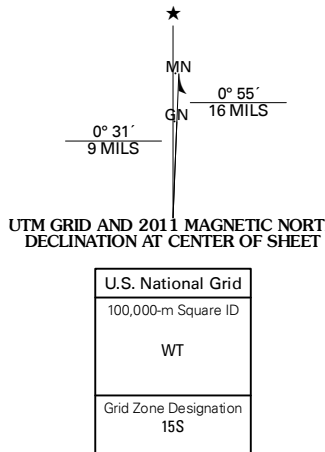 ★
MN
0° 55´
GN
16 MILS
0° 31´
9 MILS
UTM GRID AND 2011 MAGNETIC NORT
DECLINATION AT CENTER OF SHEET
U.S. National Grid
100,000-m Square ID
WT
Grid Zone Designation
15S